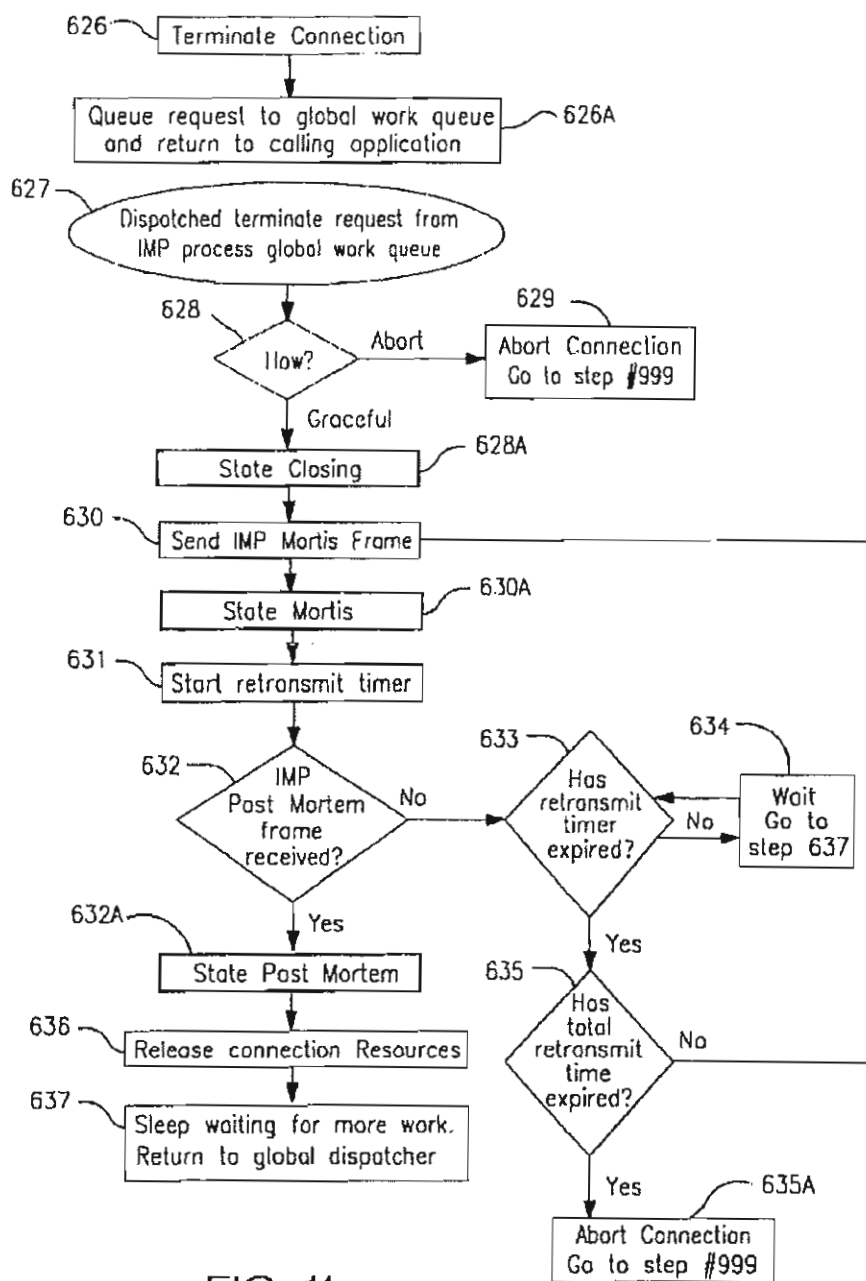 626
Terminate Connection
Queue request to global work queue
and return to calling application
626A
627
Dispatched terminate request from
IMP process global work queue
628
How?
Abort
629
Abort Connection
Go to step #999
Graceful
State Closing
628A
630
Send IMP Mortis Frame
State Mortis
630A
631
Start retransmit timer
632
IMP
Post Mortem
frame
received?
No
633
Has
retransmit
timer
expired?
No
634
Wait
Go to
step 637
Yes
632A
State Post Mortem
Yes
635
Has
total
retransmit
time
expired?
No
636
Release connection Resources
637
Sleep waiting for more work.
Return to global dispatcher
Yes
635A
Abort Connection
Go to step #999